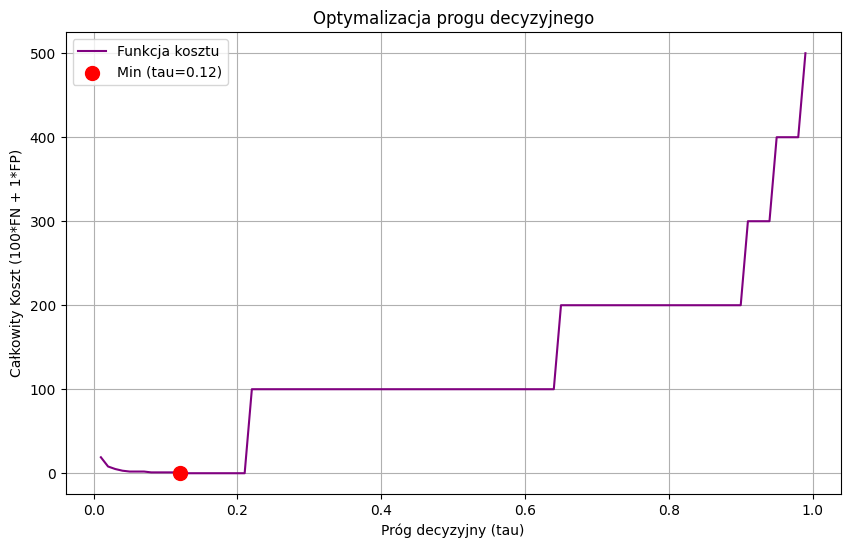 Optymalizacja progu decyzyjnego
Funkcja kosztu
Min (tau=0.12)
Całkowity Koszt (100*FN + 1*FP)
500
400
300
200
100
0
0.0 0.2 0.4 0.6 0.8 1.0
Próg decyzyjny (tau)